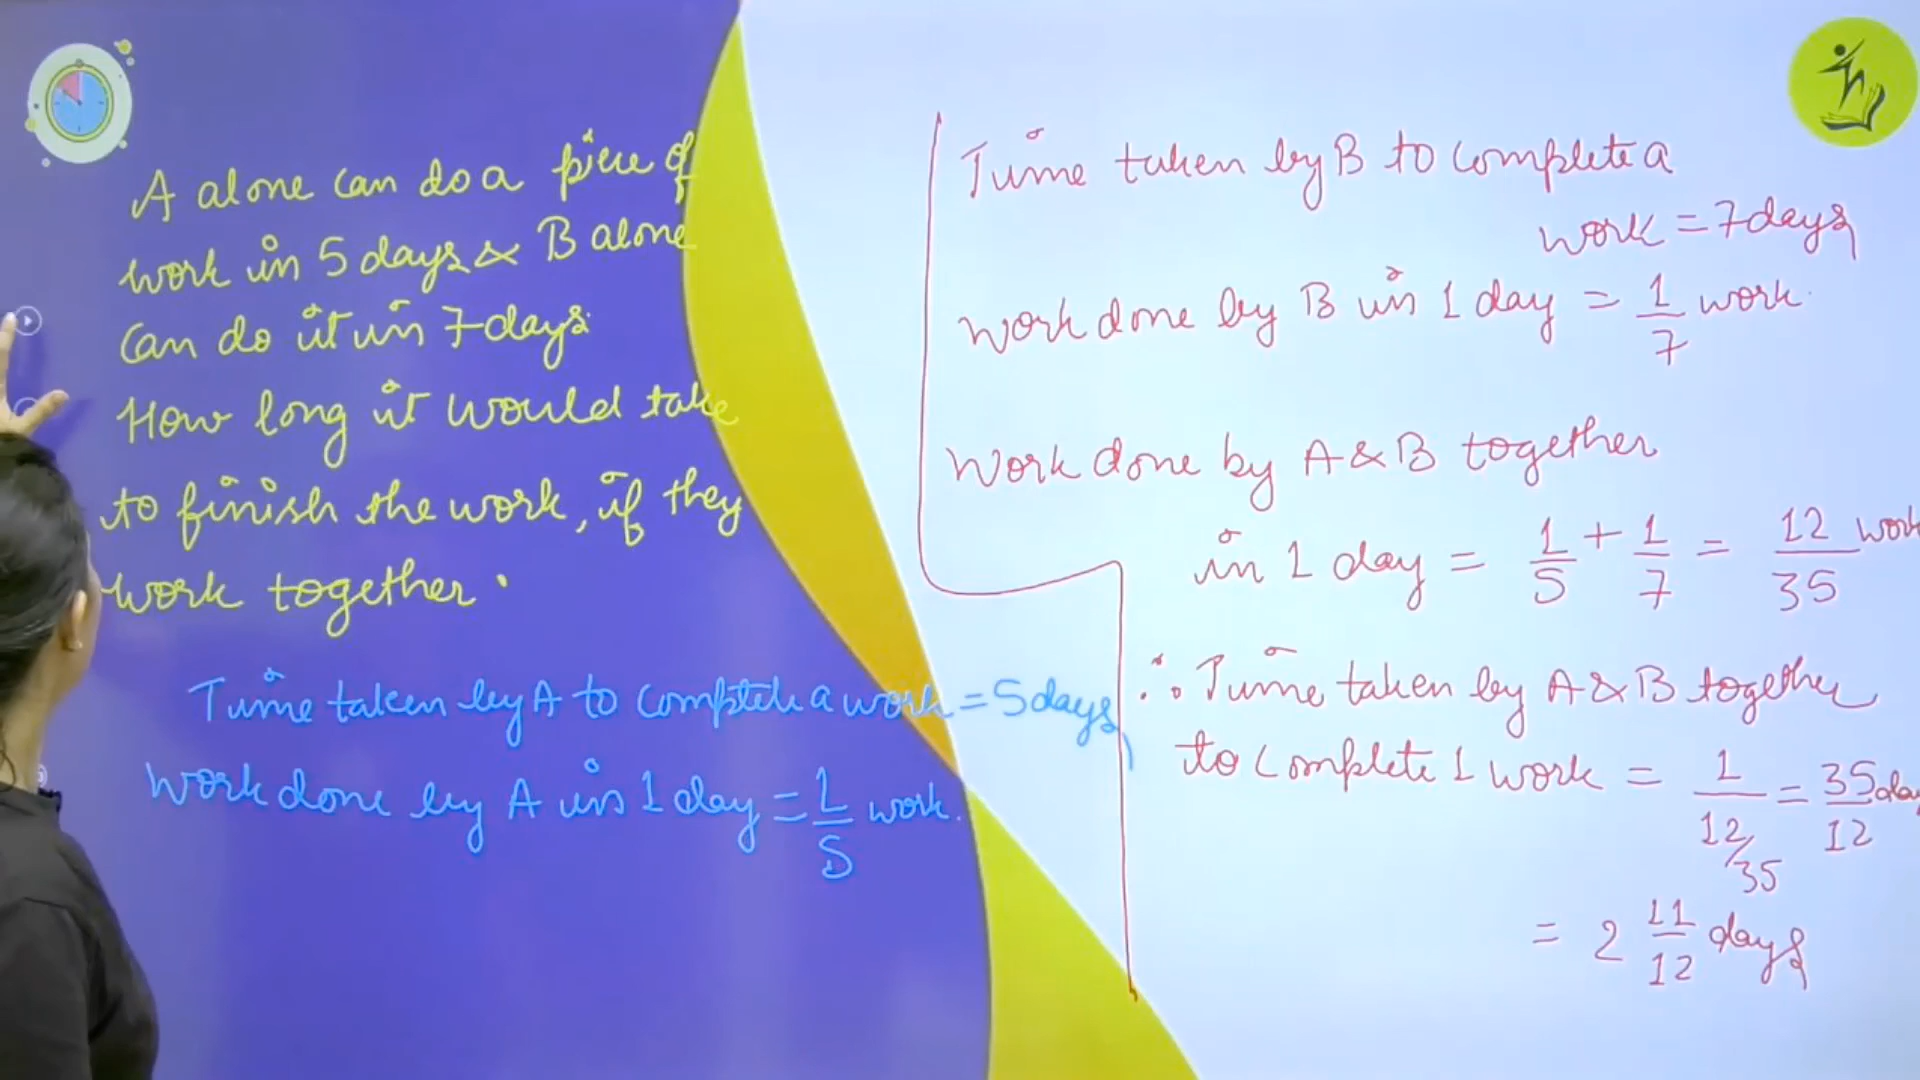 A alone can do a piece of
work in 5 days & B alone
can do it in 7 days.
How long it would take
to finish the work, if they
work together.
Time taken by A to complete a work = 5 days,
Work done by A in 1 day = 1/5 work.
Time taken by B to complete a
work = 7 days
Work done by B in 1 day = 1/7 work.
Work done by A & B together
in 1 day = 1/5 + 1/7 = 12/35 work
∴ Time taken by A & B together
to complete 1 work = 1/(12/35) = 35/12 day
= 2 11/12 days